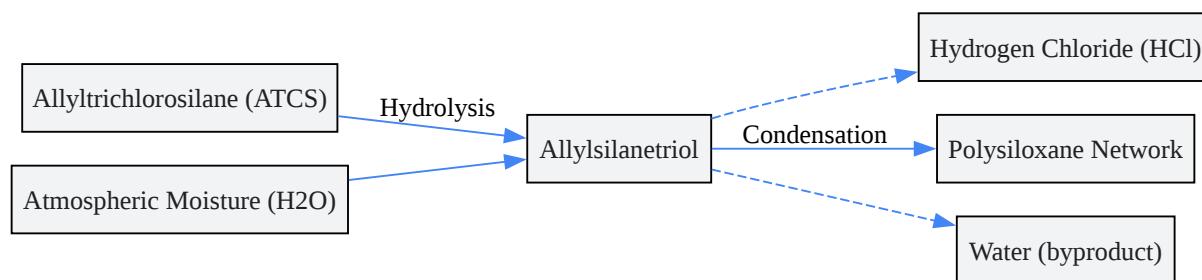 Allyltrichlorosilane (ATCS)
Atmospheric Moisture (H2O)
Hydrolysis
Allylsilanetriol
Condensation
Hydrogen Chloride (HCl)
Polysiloxane Network
Water (byproduct)